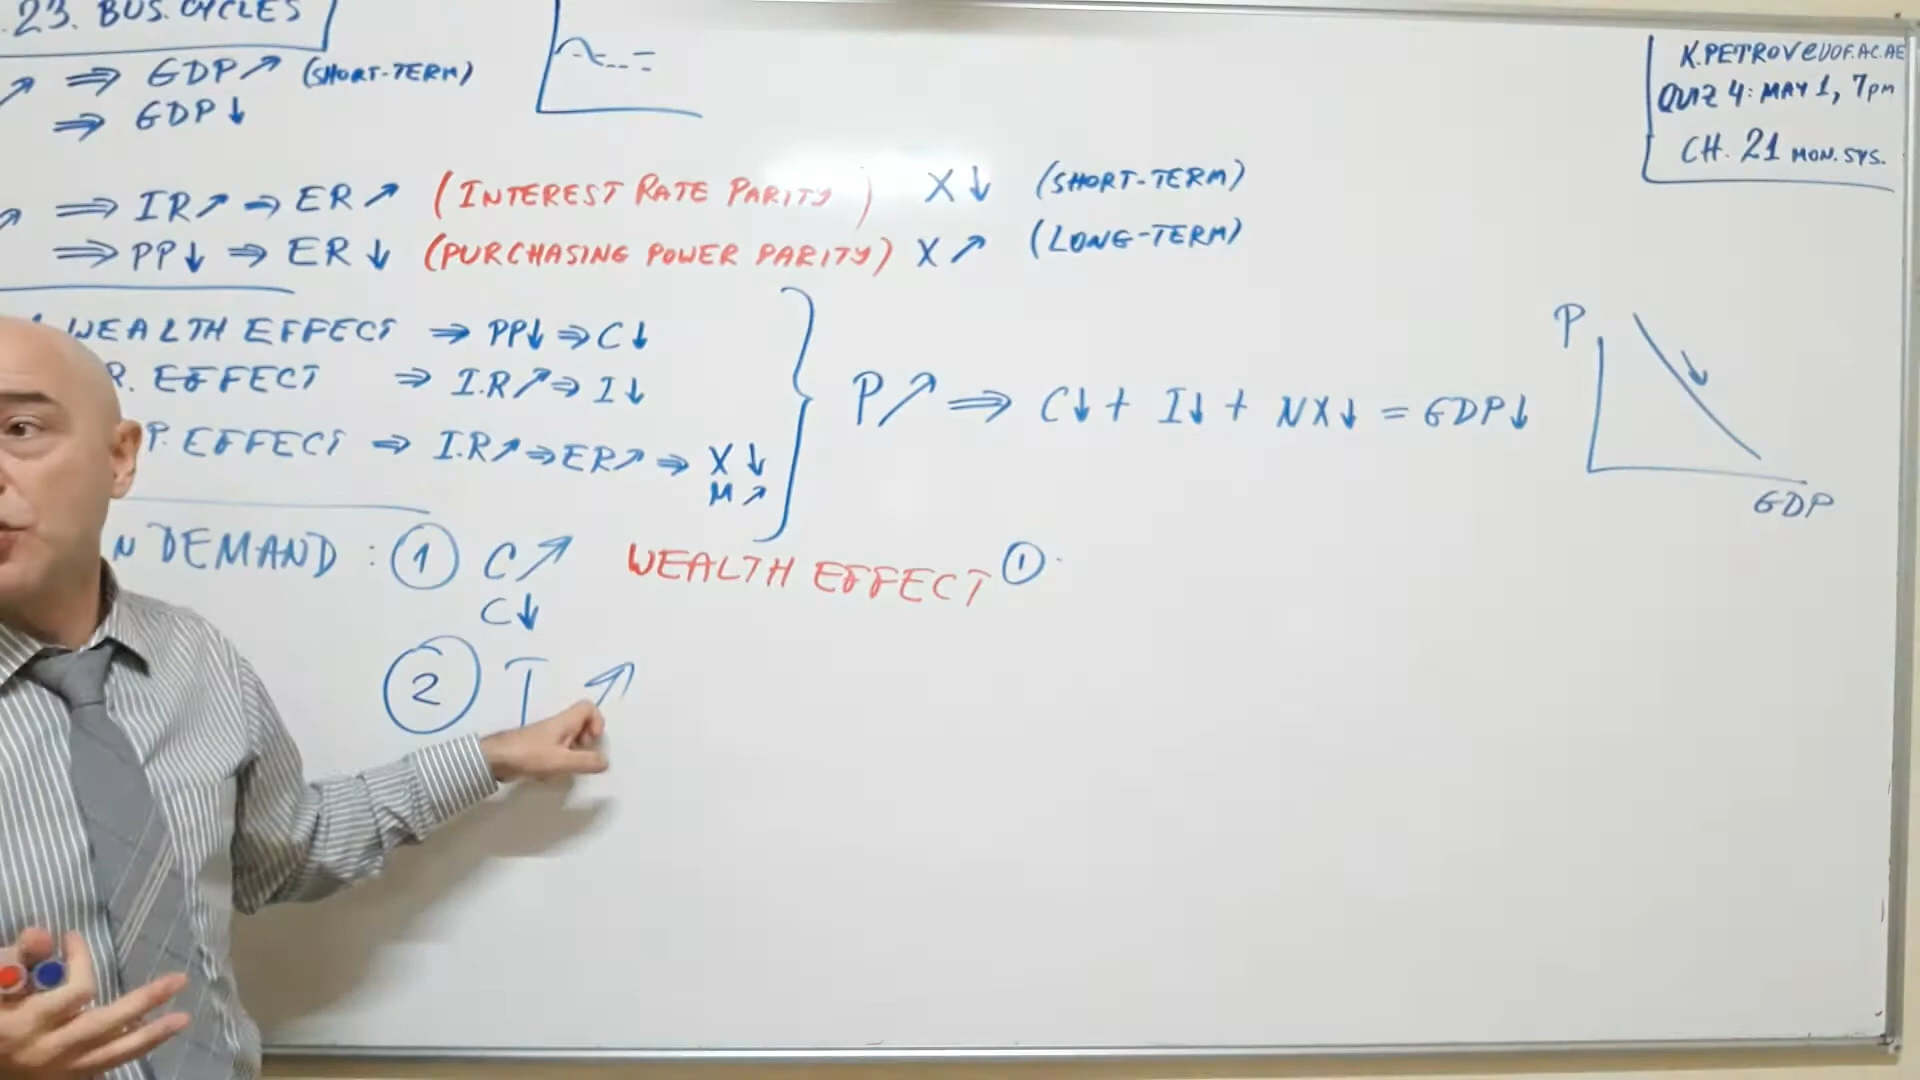 .23. BUS. CYCLES
↗ ⇒ GDP↗ (SHORT-TERM)
⇒ GDP↓
K.PETROV@UOF.AC.AE
QUIZ 4: MAY 1, 7pm
CH. 21 MON. SYS.
↗ ⇒ IR↗ ⇒ ER↗ (INTEREST RATE PARITY) X↓ (SHORT-TERM)
⇒ PP↓ ⇒ ER↓ (PURCHASING POWER PARITY) X↗ (LONG-TERM)
WEALTH EFFECT ⇒ PP↓ ⇒ C↓
R. EFFECT ⇒ I.R↗ ⇒ I↓
P. EFFECT ⇒ I.R↗ ⇒ ER↗ ⇒ X↓
M↗
P↗ ⇒ C↓ + I↓ + NX↓ = GDP↓
P
GDP
N DEMAND: ① C↗ WEALTH EFFECT ①
C↓
② I ↗